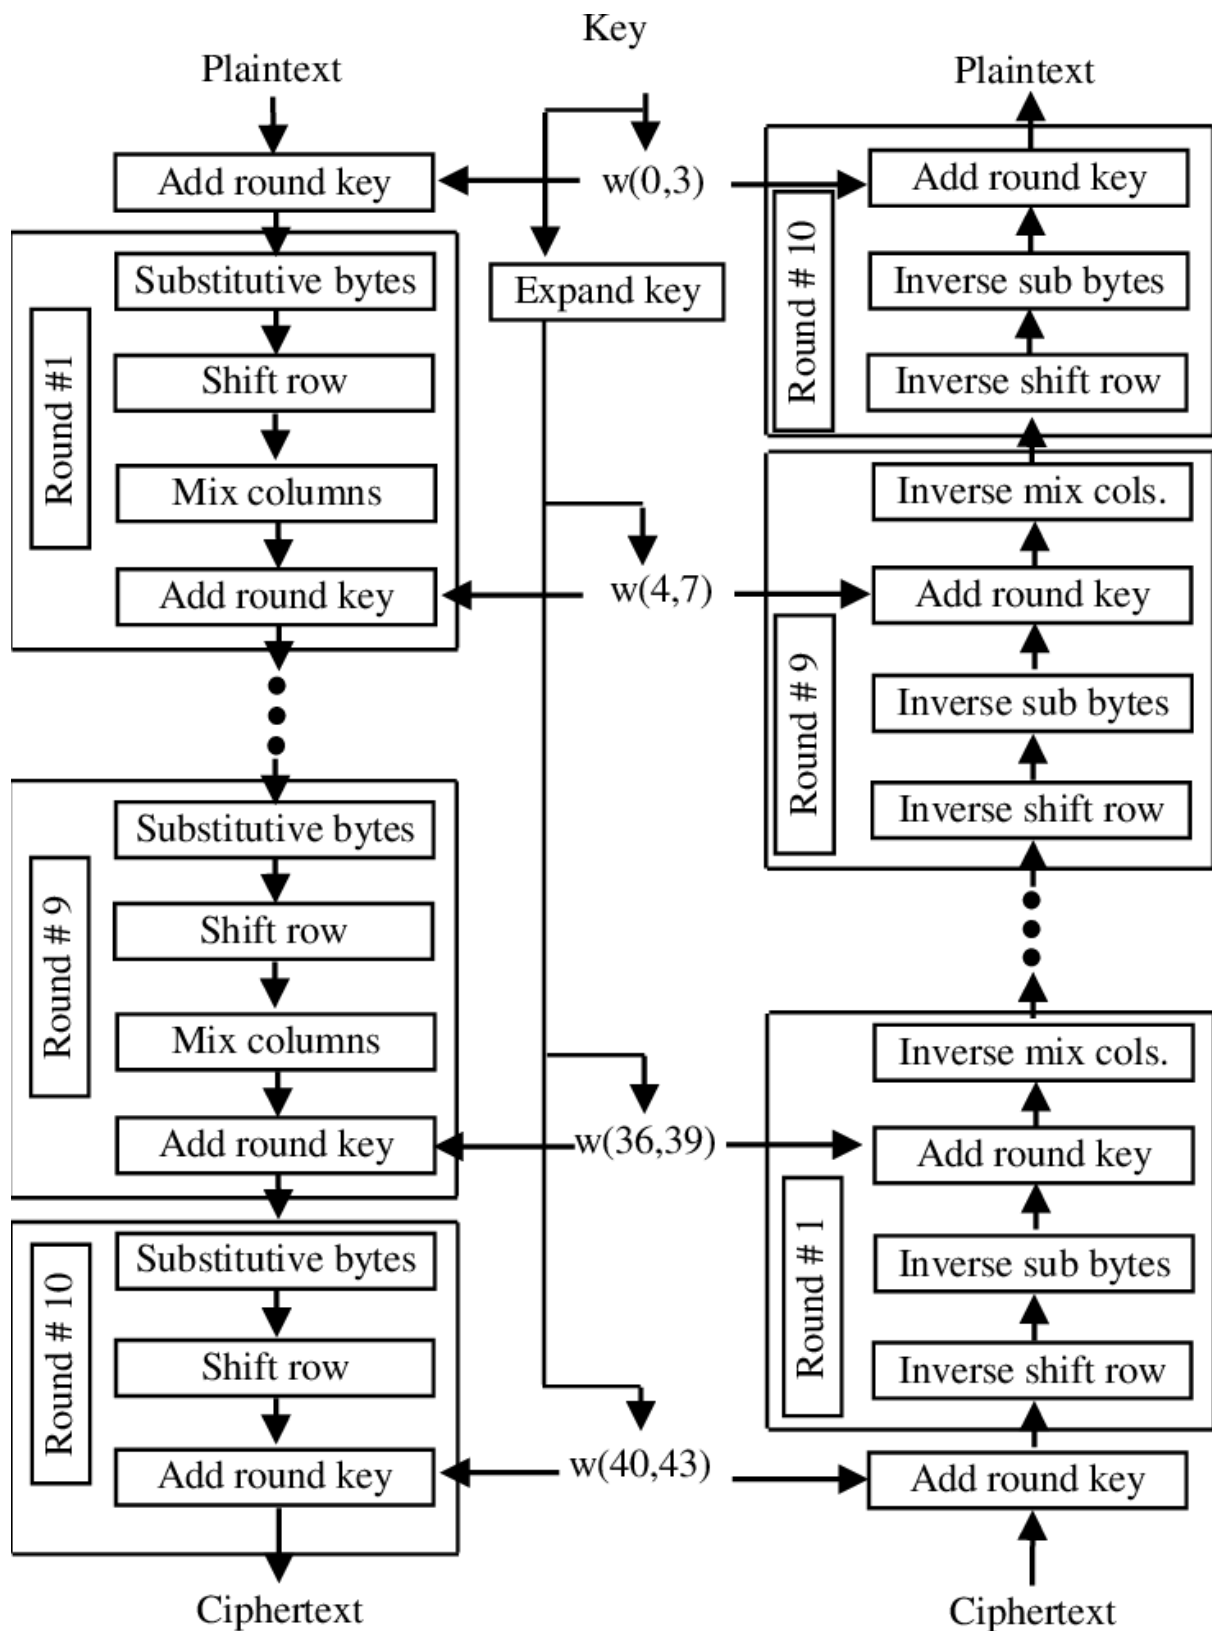 Key
Plaintext
Add round key
Round #1
Substitutive bytes
Shift row
Mix columns
Add round key
Round # 9
Substitutive bytes
Shift row
Mix columns
Add round key
Round # 10
Substitutive bytes
Shift row
Add round key
Ciphertext
w(0,3)
Expand key
w(4,7)
w(36,39)
w(40,43)
Plaintext
Round # 10
Add round key
Inverse sub bytes
Inverse shift row
Round # 9
Inverse mix cols.
Add round key
Inverse sub bytes
Inverse shift row
Round # 1
Inverse mix cols.
Add round key
Inverse sub bytes
Inverse shift row
Add round key
Ciphertext